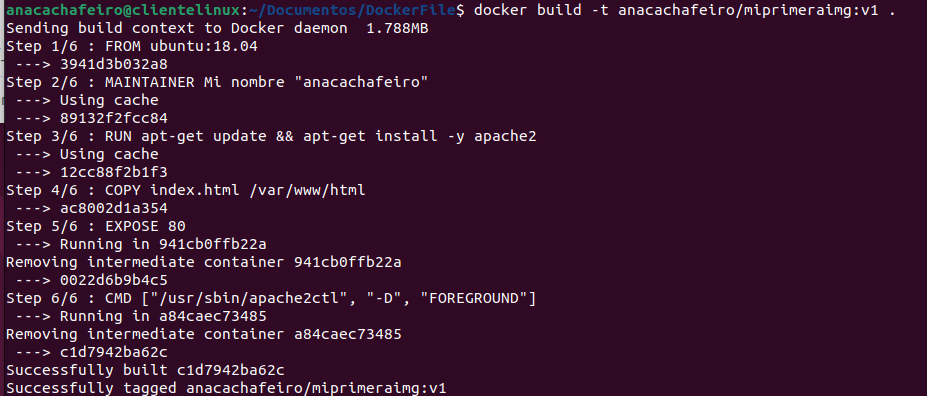 anacachafeiro@clientelinux:~/Documentos/DockerFile$ docker build -t anacachafeiro/miprimeraimg:v1 .
Sending build context to Docker daemon  1.788MB
Step 1/6 : FROM ubuntu:18.04
 ---> 3941d3b032a8
Step 2/6 : MAINTAINER Mi nombre "anacachafeiro"
 ---> Using cache
 ---> 89132f2fcc84
Step 3/6 : RUN apt-get update && apt-get install -y apache2
 ---> Using cache
 ---> 12cc88f2b1f3
Step 4/6 : COPY index.html /var/www/html
 ---> ac8002d1a354
Step 5/6 : EXPOSE 80
 ---> Running in 941cb0ffb22a
Removing intermediate container 941cb0ffb22a
 ---> 0022d6b9b4c5
Step 6/6 : CMD ["/usr/sbin/apache2ctl", "-D", "FOREGROUND"]
 ---> Running in a84caec73485
Removing intermediate container a84caec73485
 ---> c1d7942ba62c
Successfully built c1d7942ba62c
Successfully tagged anacachafeiro/miprimeraimg:v1